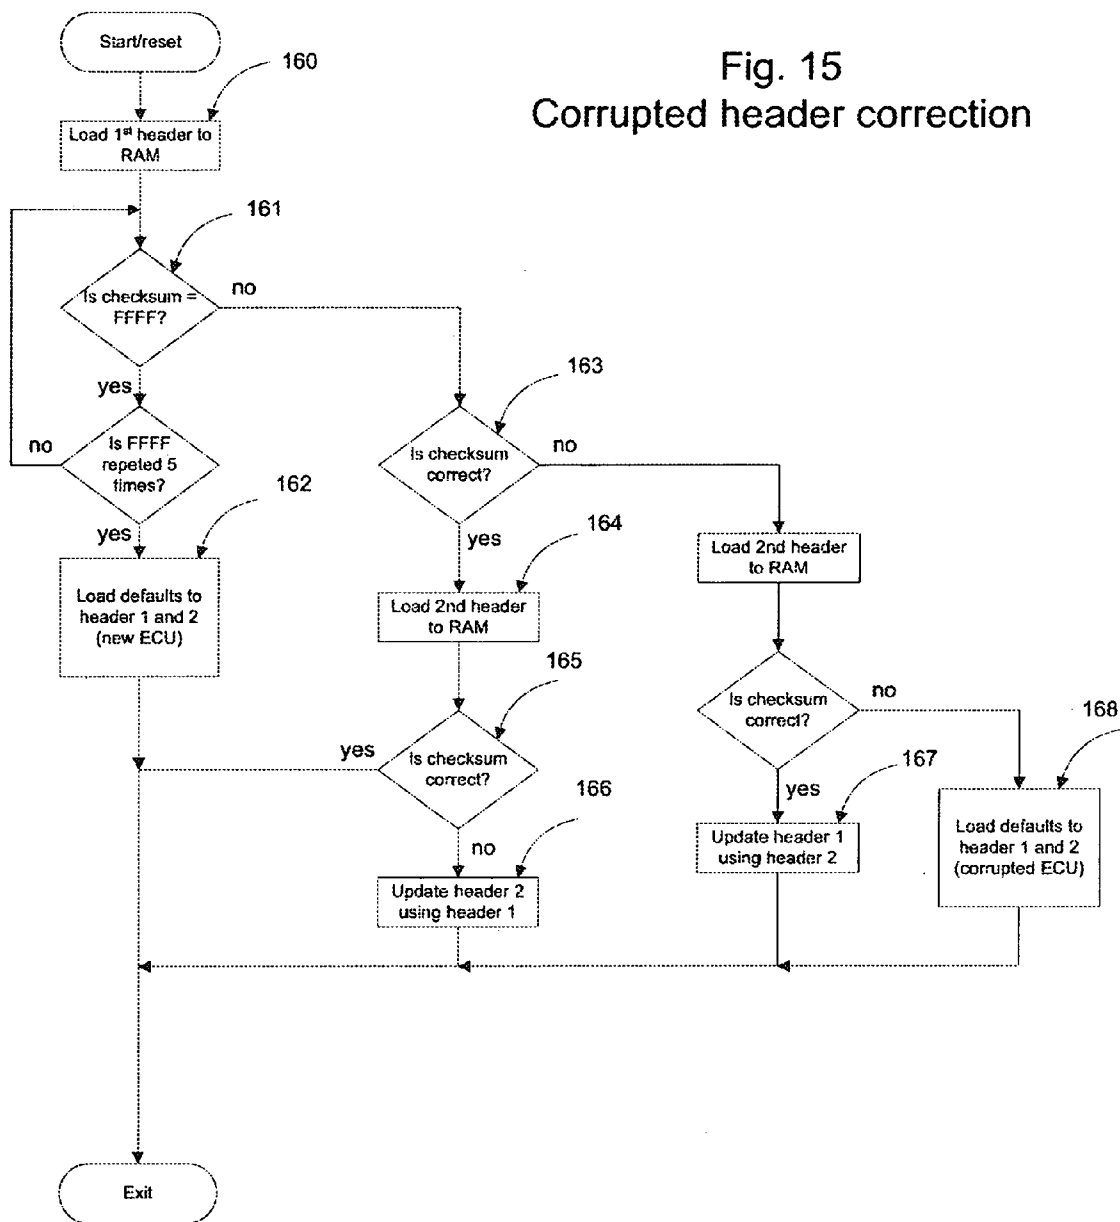 Fig. 15
Corrupted header correction
Start/reset
160
Load 1st header to
RAM
161
Is checksum =
FFFF?
no
yes
163
Is FFFF
repeted 5
times?
no
yes
Is checksum
correct?
no
yes
162
164
Load defaults to
header 1 and 2
(new ECU)
Load 2nd header
to RAM
Load 2nd header
to RAM
165
Is checksum
correct?
yes
no
Is checksum
correct?
no
yes
166
167
168
Update header 2
using header 1
Update header 1
using header 2
Load defaults to
header 1 and 2
(corrupted ECU)
Exit